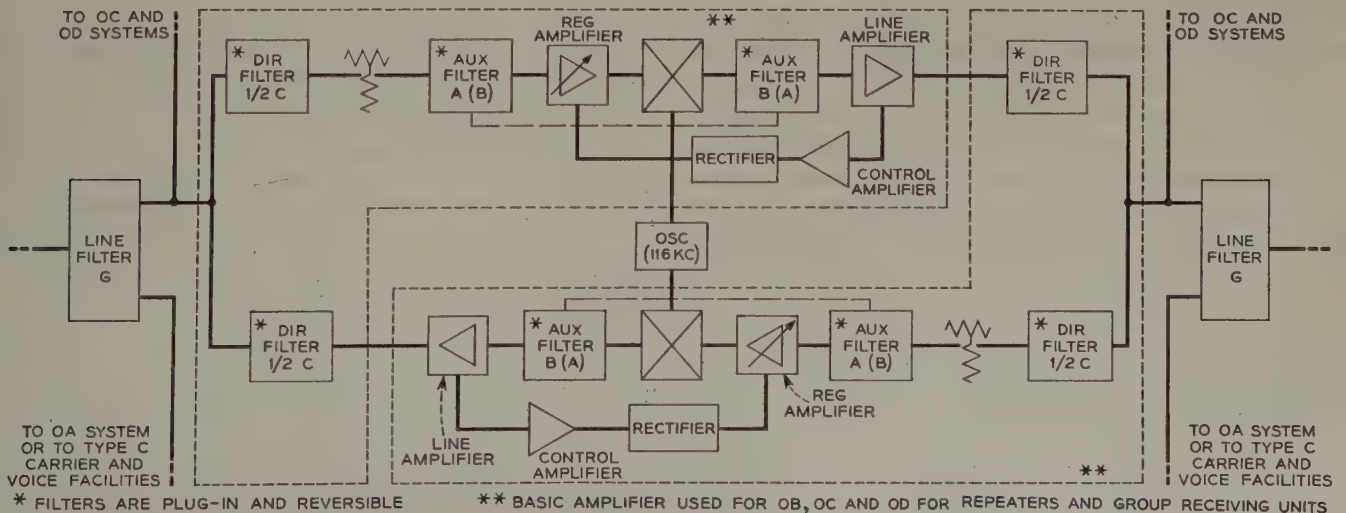 TO OC AND
OD SYSTEMS
* DIR
FILTER
1/2 C
* AUX
FILTER
A (B)
REG
AMPLIFIER
**
* AUX
FILTER
B (A)
LINE
AMPLIFIER
* DIR
FILTER
1/2 C
TO OC AND
OD SYSTEMS
RECTIFIER
CONTROL
AMPLIFIER
LINE
FILTER
G
OSC
(116 KC)
LINE
FILTER
G
* DIR
FILTER
1/2 C
* AUX
FILTER
B (A)
* AUX
FILTER
A (B)
* DIR
FILTER
1/2 C
REG
AMPLIFIER
LINE
AMPLIFIER
CONTROL
AMPLIFIER
RECTIFIER
TO OA SYSTEM
OR TO TYPE C
CARRIER AND
VOICE FACILITIES
**
TO OA SYSTEM
OR TO TYPE C
CARRIER AND
VOICE FACILITIES
* FILTERS ARE PLUG-IN AND REVERSIBLE
** BASIC AMPLIFIER USED FOR OB, OC AND OD FOR REPEATERS AND GROUP RECEIVING UNITS